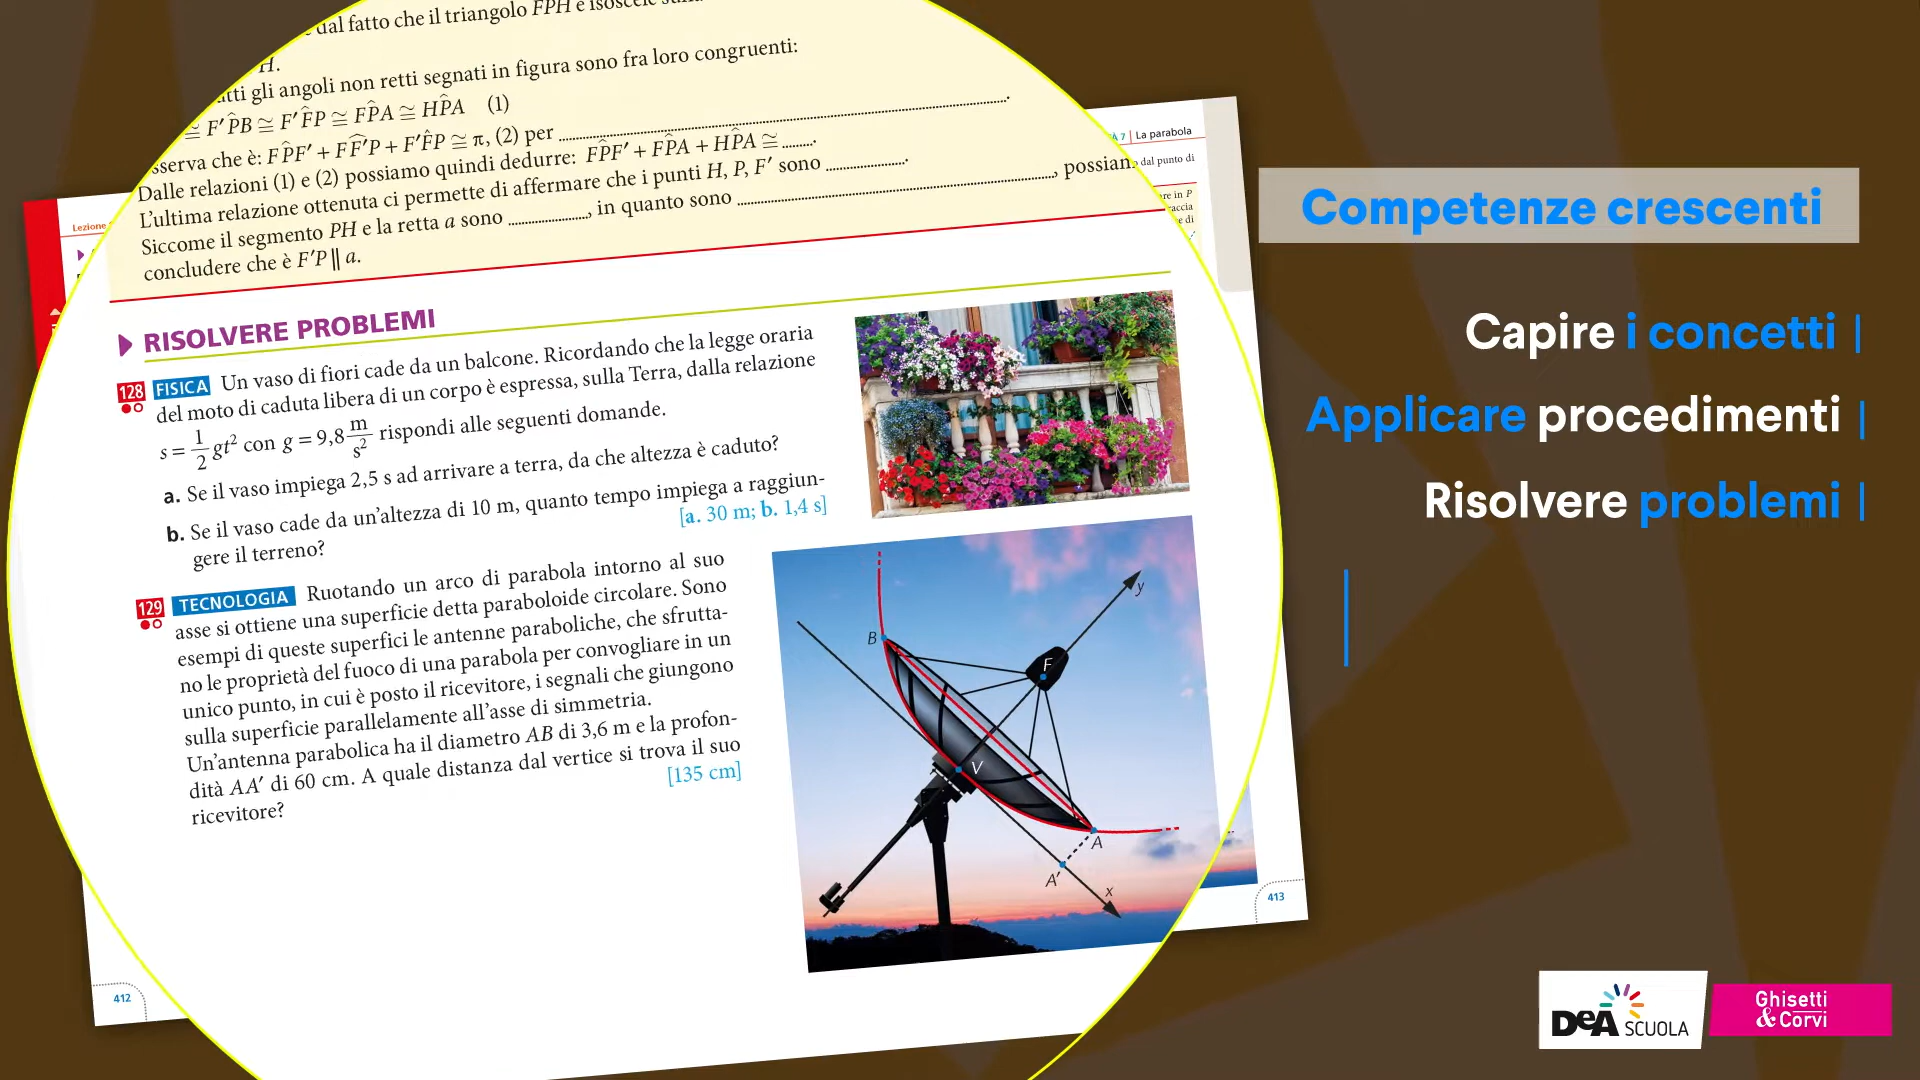 dal fatto che il triangolo FPH è isoscele
H.
gli angoli non retti segnati in figura sono fra loro congruenti:
≅ F′P̂B ≅ F′F̂P ≅ FP̂A ≅ HP̂A (1)
sserva che è: FP̂F′ + FF̂′P + F′F̂P ≅ π, (2) per
Dalle relazioni (1) e (2) possiamo quindi dedurre: FP̂F′ + FP̂A + HP̂A ≅ ........
L’ultima relazione ottenuta ci permette di affermare che i punti H, P, F′ sono
Siccome il segmento PH e la retta a sono ..................., in quanto sono ..................., possiam
concludere che è F′P ∥ a.
Lezione
7 | La parabola
dal punto di
RISOLVERE PROBLEMI
128 FISICA Un vaso di fiori cade da un balcone. Ricordando che la legge oraria
del moto di caduta libera di un corpo è espressa, sulla Terra, dalla relazione
s = 1/2 gt² con g = 9,8 m/s² rispondi alle seguenti domande.
a. Se il vaso impiega 2,5 s ad arrivare a terra, da che altezza è caduto?
b. Se il vaso cade da un’altezza di 10 m, quanto tempo impiega a raggiun-
gere il terreno?
[a. 30 m; b. 1,4 s]
129 TECNOLOGIA Ruotando un arco di parabola intorno al suo
asse si ottiene una superficie detta paraboloide circolare. Sono
esempi di queste superfici le antenne paraboliche, che sfrutta-
no le proprietà del fuoco di una parabola per convogliare in un
unico punto, in cui è posto il ricevitore, i segnali che giungono
sulla superficie parallelamente all’asse di simmetria.
Un’antenna parabolica ha il diametro AB di 3,6 m e la profon-
dità AA′ di 60 cm. A quale distanza dal vertice si trova il suo
ricevitore?
[135 cm]
y
B
F
V
A
A′
x
412
413
Competenze crescenti
Capire i concetti |
Applicare procedimenti |
Risolvere problemi |
DeA SCUOLA
Ghisetti
& Corvi